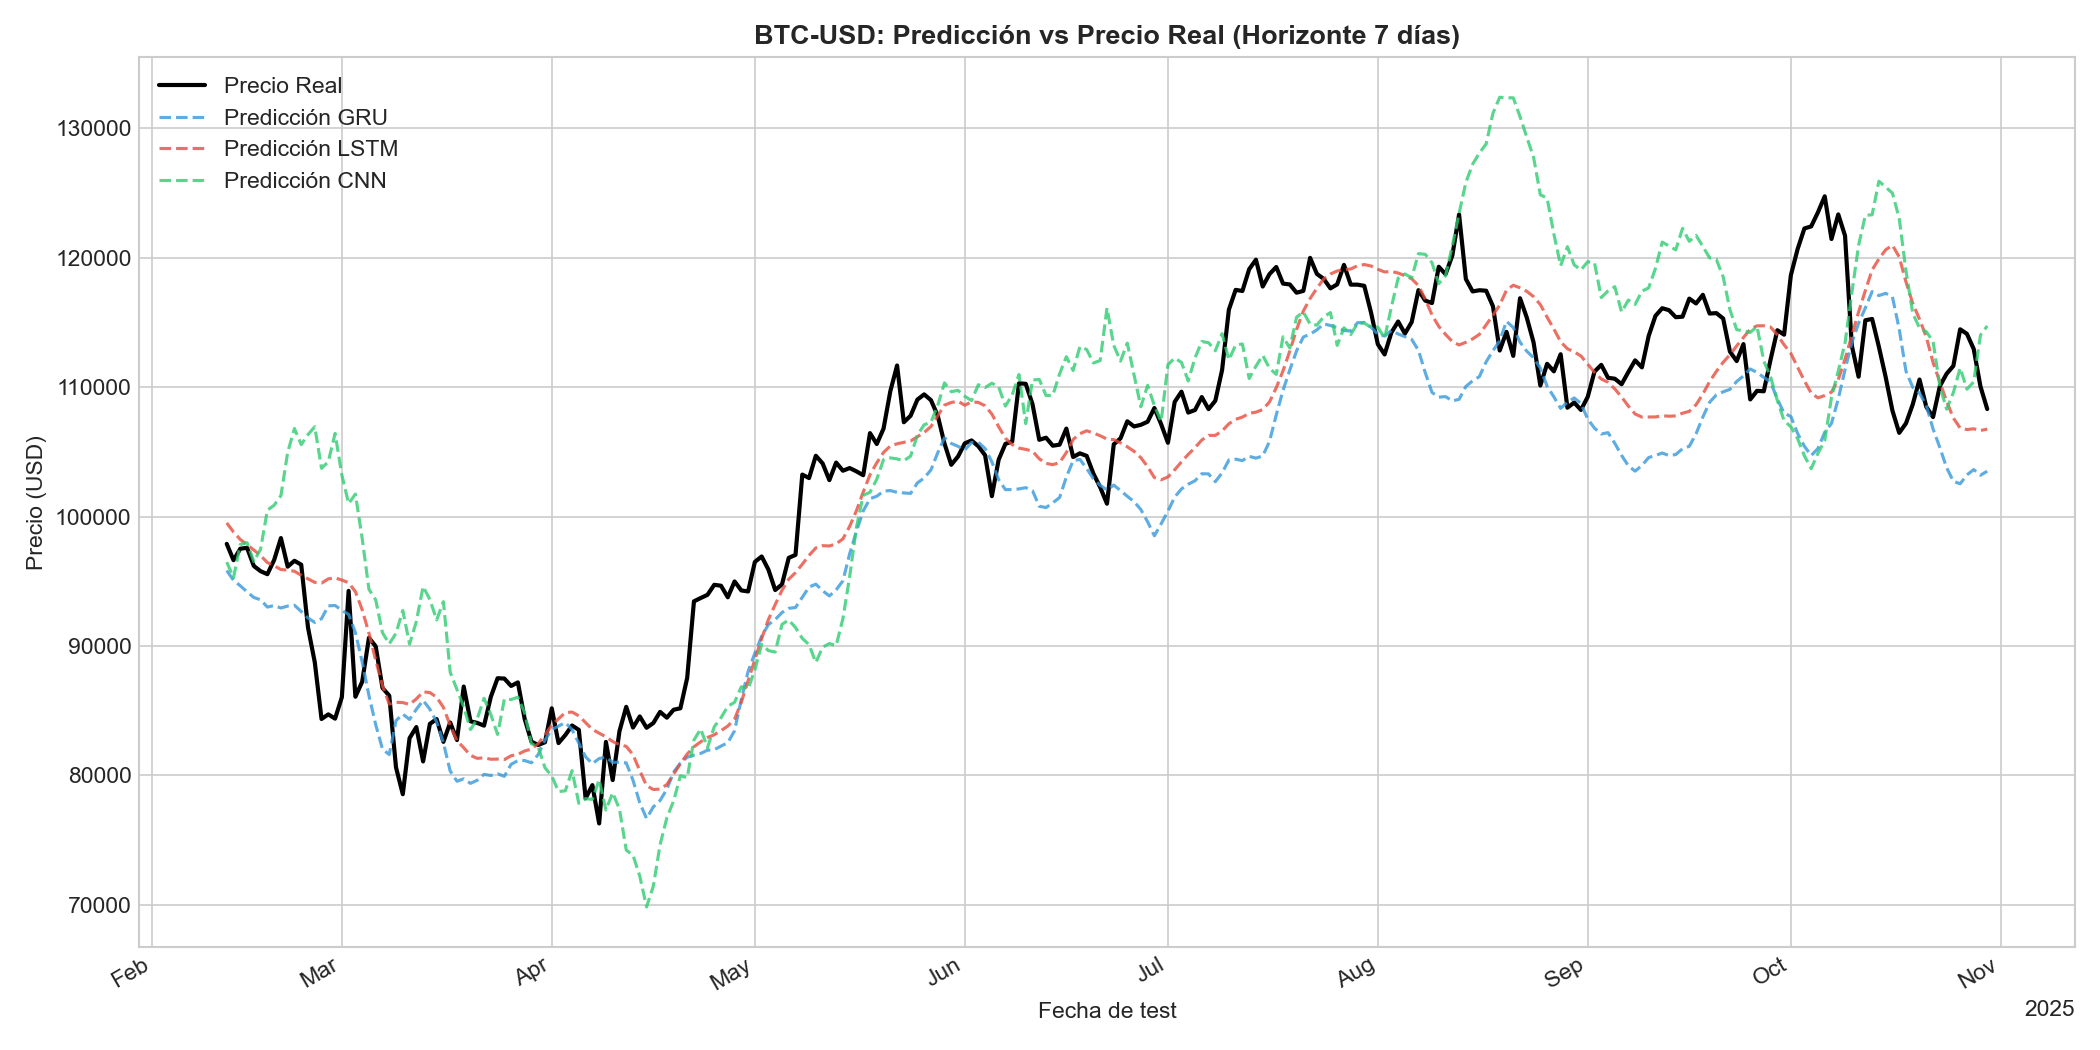 BTC-USD: Predicción vs Precio Real (Horizonte 7 días)
Precio Real
Predicción GRU
Predicción LSTM
Predicción CNN
Precio (USD)
130000
120000
110000
100000
90000
80000
70000
Feb
Mar
Apr
May
Jun
Jul
Aug
Sep
Oct
Nov
2025
Fecha de test